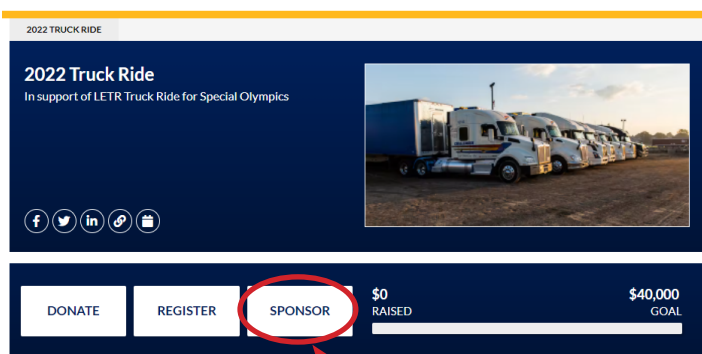 2022 TRUCK RIDE
2022 Truck Ride
In support of LETR Truck Ride for Special Olympics
DONATE
REGISTER
SPONSOR
$0
RAISED
$40,000
GOAL